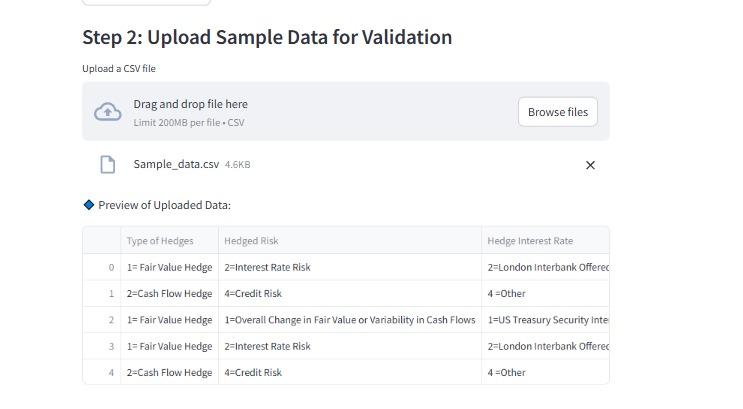 Step 2: Upload Sample Data for Validation
Upload a CSV file
Drag and drop file here
Limit 200MB per file • CSV
Browse files
Sample_data.csv 4.6KB
Preview of Uploaded Data:
Type of Hedges Hedged Risk Hedge Interest Rate
0 1= Fair Value Hedge 2=Interest Rate Risk 2=London Interbank Offered
1 2=Cash Flow Hedge 4=Credit Risk 4 =Other
2 1= Fair Value Hedge 1=Overall Change in Fair Value or Variability in Cash Flows 1=US Treasury Security Inte
3 1= Fair Value Hedge 2=Interest Rate Risk 2=London Interbank Offered
4 2=Cash Flow Hedge 4=Credit Risk 4 =Other